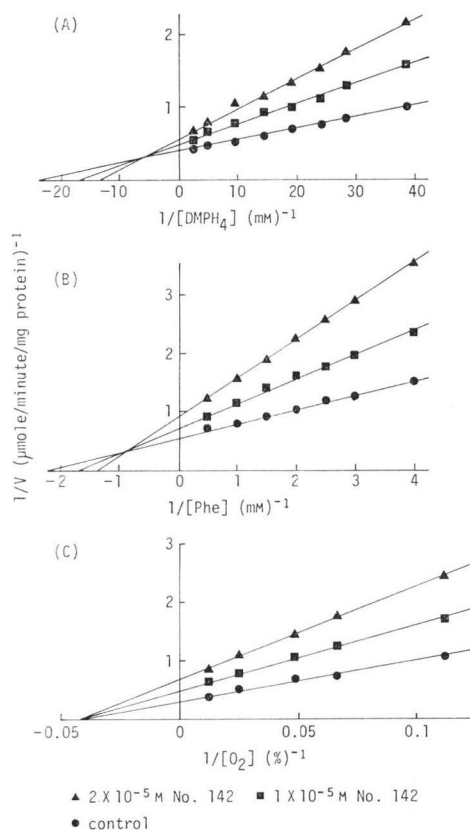 (A)
2
1
-20 -10 0 10 20 30 40
1/[DMPH₄] (mM)⁻¹
(B)
3
2
1
-2 -1 0 1 2 3 4
1/[Phe] (mM)⁻¹
1/V (μmole/minute/mg protein)⁻¹
(C)
3
2
1
-0.05 0 0.05 0.1
1/[O₂] (%)⁻¹
▲ 2 X 10⁻⁵ M No. 142 ■ 1 X 10⁻⁵ M No. 142
● control